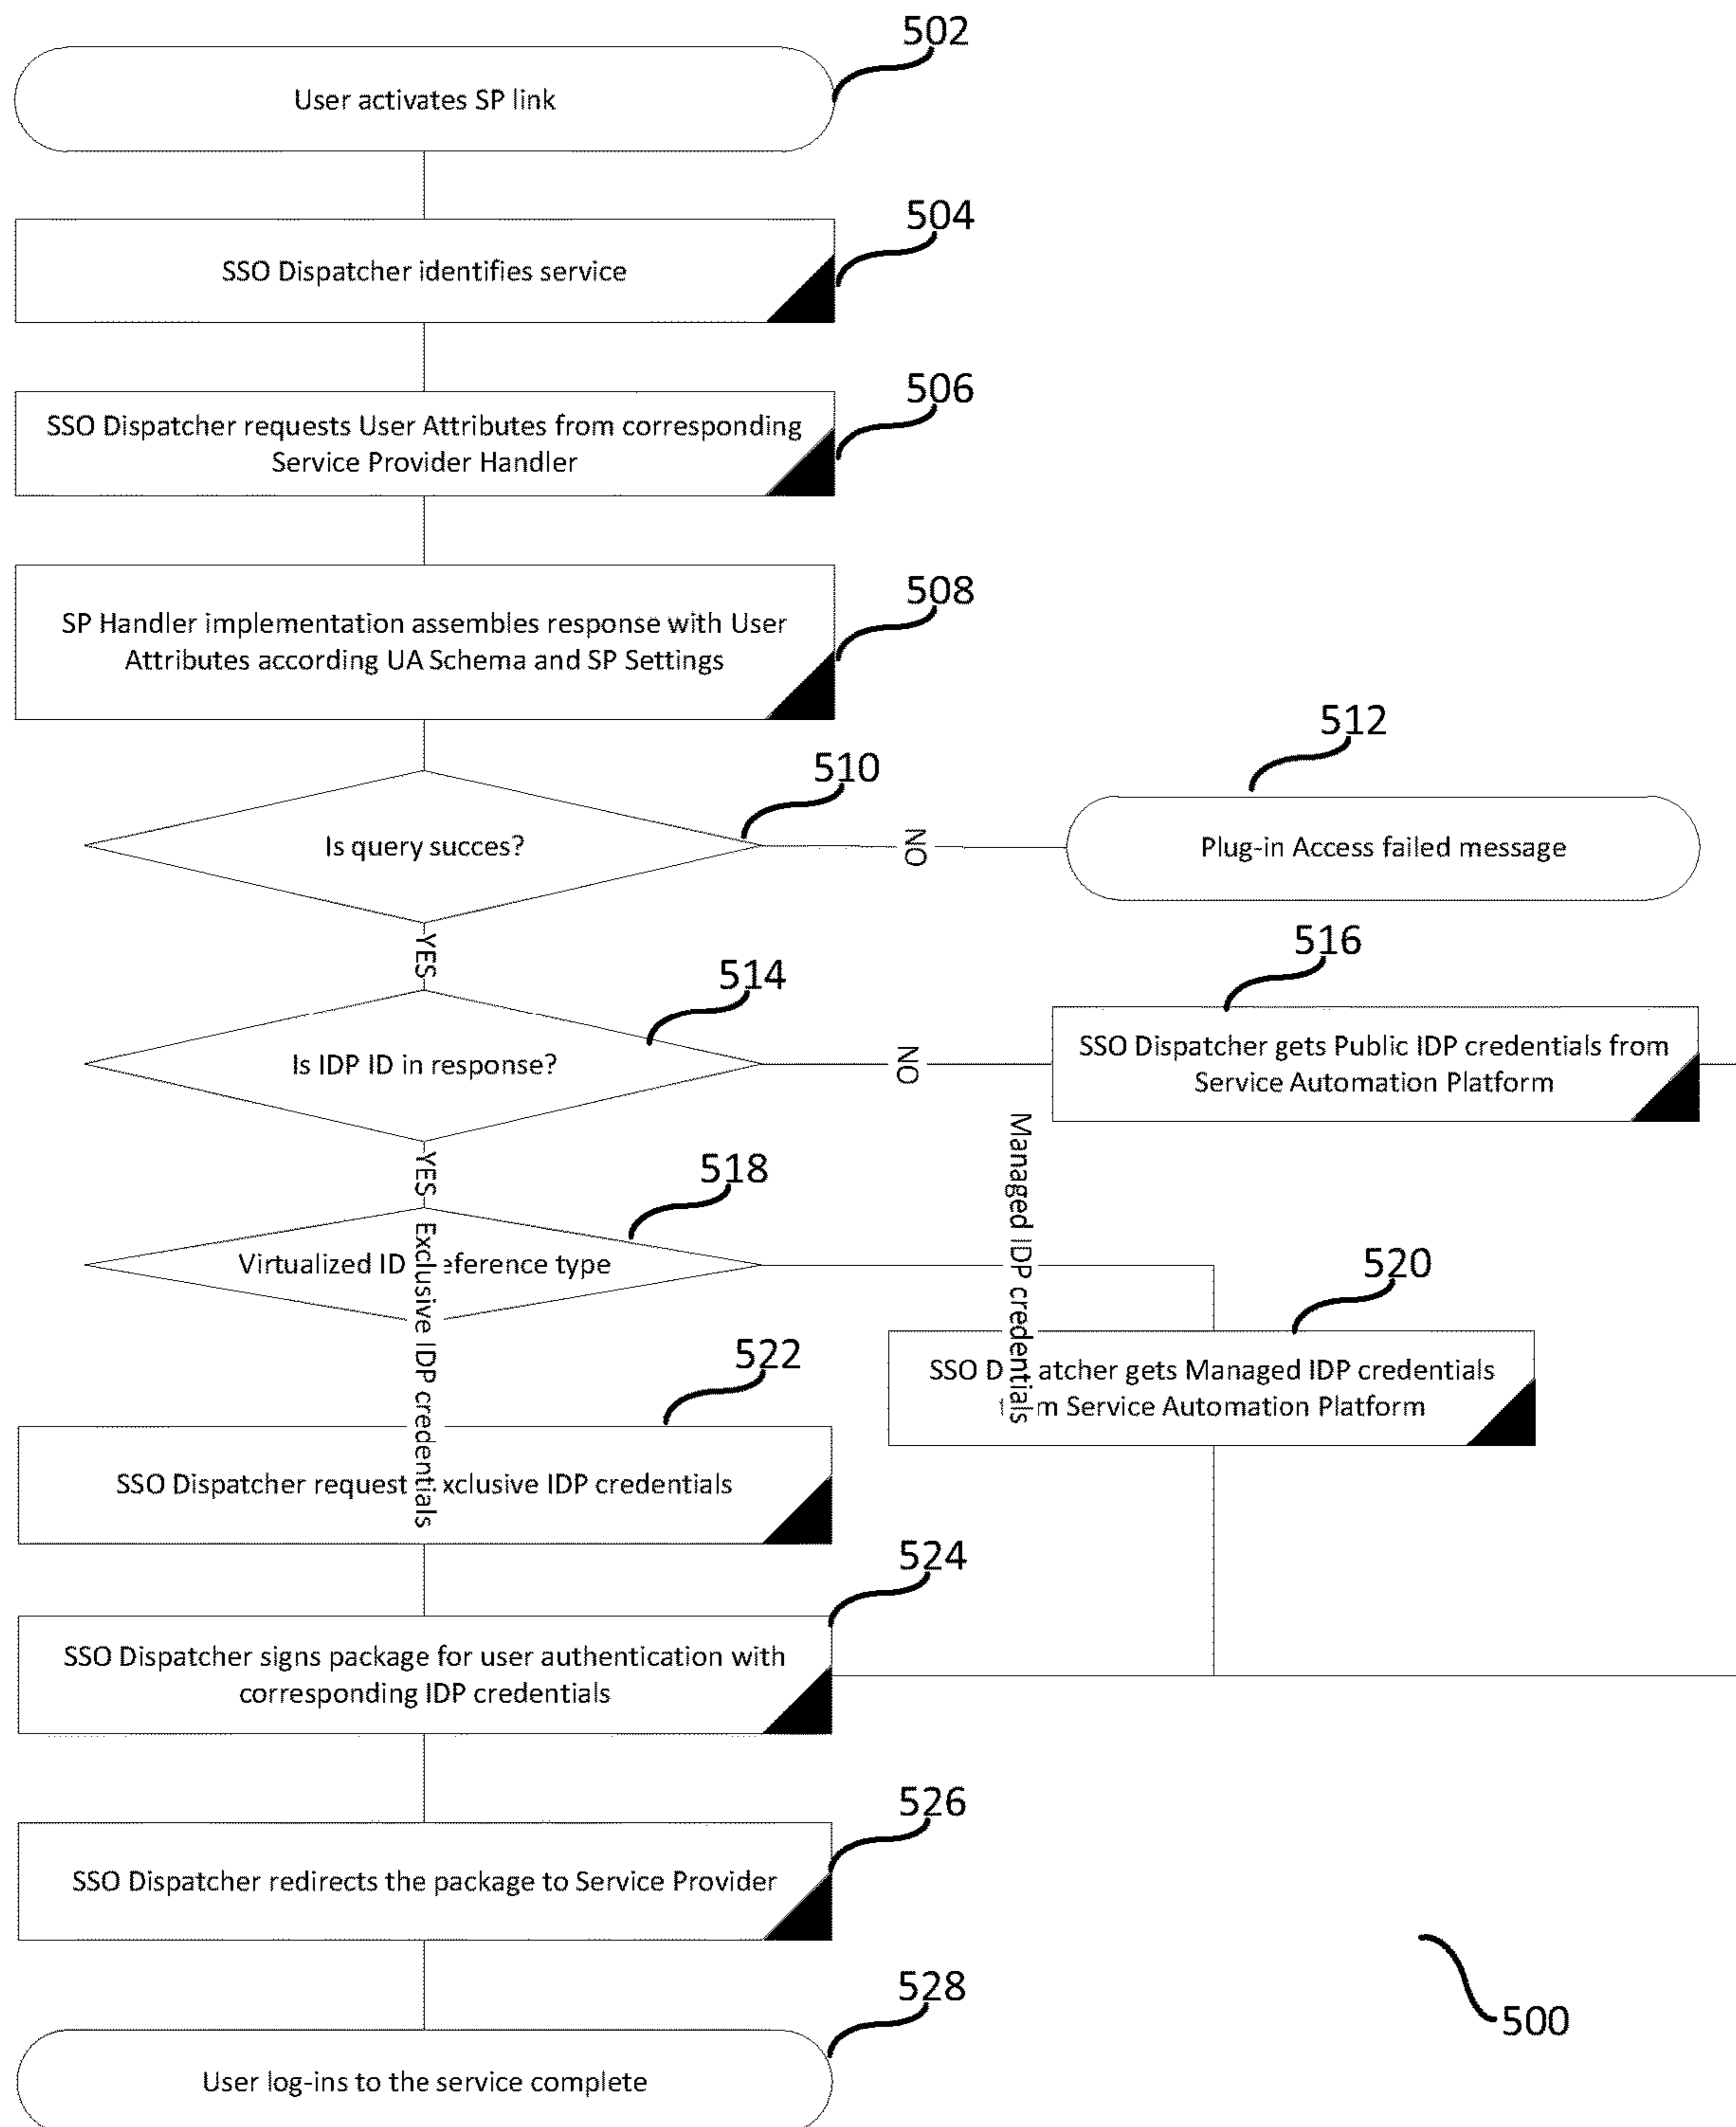 502
User activates SP link
504
SSO Dispatcher identifies service
506
SSO Dispatcher requests User Attributes from corresponding
Service Provider Handler
508
SP Handler implementation assembles response with User
Attributes according UA Schema and SP Settings
510
Is query succes?
NO
512
Plug-in Access failed message
YES
514
Is IDP ID in response?
NO
516
SSO Dispatcher gets Public IDP credentials from
Service Automation Platform
YES
518
Virtualized ID eference type
Exclusive IDP credentials
Managed IDP credentials
520
SSO D atcher gets Managed IDP credentials
m Service Automation Platform
522
SSO Dispatcher request xclusive IDP credentials
524
SSO Dispatcher signs package for user authentication with
corresponding IDP credentials
526
SSO Dispatcher redirects the package to Service Provider
528
User log-ins to the service complete
500